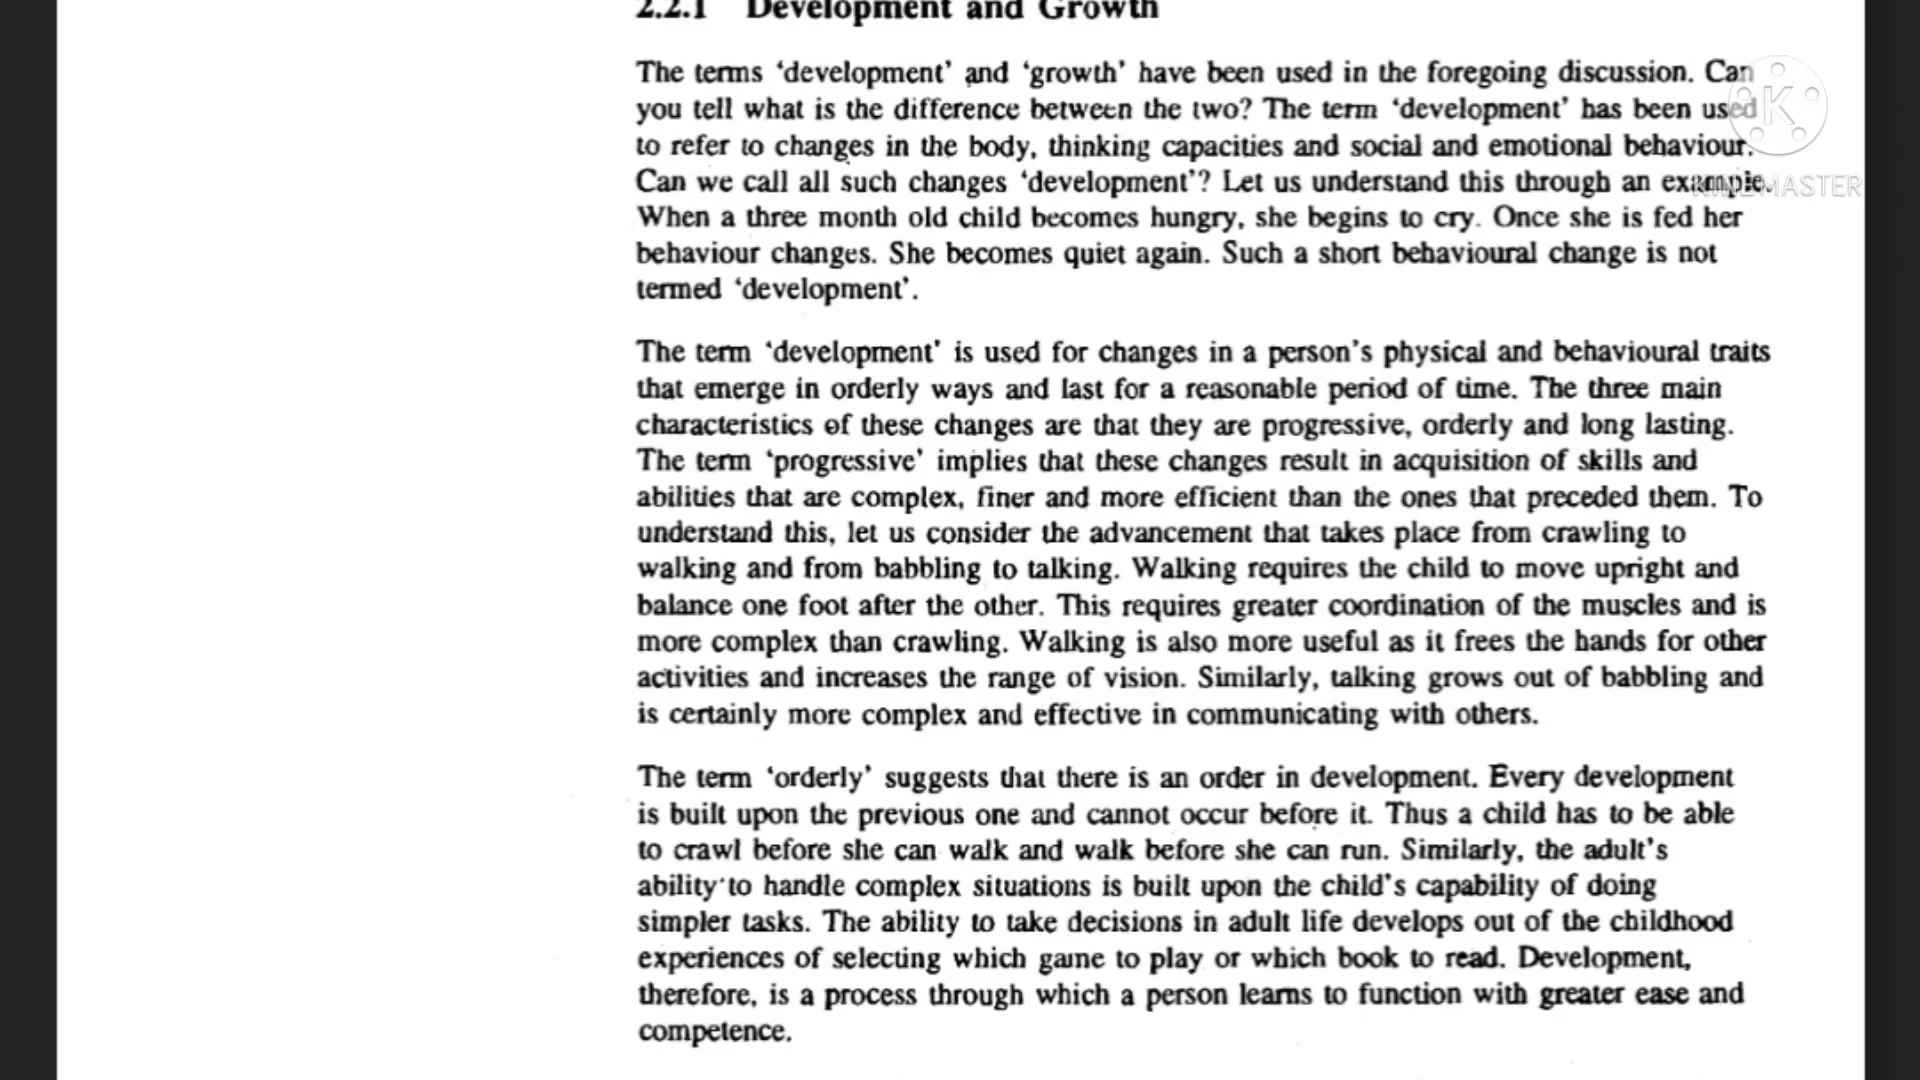 2.2.1 Development and Growth
The terms ‘development’ and ‘growth’ have been used in the foregoing discussion. Can
you tell what is the difference between the two? The term ‘development’ has been used
to refer to changes in the body, thinking capacities and social and emotional behaviour.
Can we call all such changes ‘development’? Let us understand this through an example.
When a three month old child becomes hungry, she begins to cry. Once she is fed her
behaviour changes. She becomes quiet again. Such a short behavioural change is not
termed ‘development’.
The term ‘development’ is used for changes in a person’s physical and behavioural traits
that emerge in orderly ways and last for a reasonable period of time. The three main
characteristics of these changes are that they are progressive, orderly and long lasting.
The term ‘progressive’ implies that these changes result in acquisition of skills and
abilities that are complex, finer and more efficient than the ones that preceded them. To
understand this, let us consider the advancement that takes place from crawling to
walking and from babbling to talking. Walking requires the child to move upright and
balance one foot after the other. This requires greater coordination of the muscles and is
more complex than crawling. Walking is also more useful as it frees the hands for other
activities and increases the range of vision. Similarly, talking grows out of babbling and
is certainly more complex and effective in communicating with others.
The term ‘orderly’ suggests that there is an order in development. Every development
is built upon the previous one and cannot occur before it. Thus a child has to be able
to crawl before she can walk and walk before she can run. Similarly, the adult’s
ability to handle complex situations is built upon the child’s capability of doing
simpler tasks. The ability to take decisions in adult life develops out of the childhood
experiences of selecting which game to play or which book to read. Development,
therefore, is a process through which a person learns to function with greater ease and
competence.
K
KINEMASTER